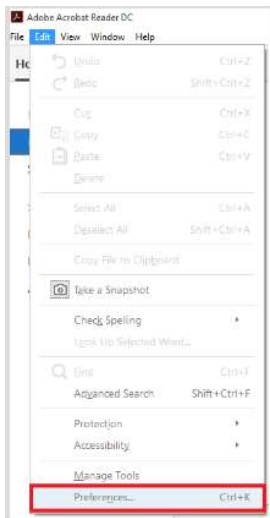 Adobe Acrobat Reader DC
File Edit View Window Help
Ho
Undo Ctrl+Z
Redo Shift+Ctrl+Z
Cut Ctrl+X
Copy Ctrl+C
Paste Ctrl+V
Delete
Select All Ctrl+A
Deselect All Shift+Ctrl+A
Copy File to Clipboard
Take a Snapshot
Check Spelling
Look Up Selected Word...
Find Ctrl+F
Advanced Search Shift+Ctrl+F
Protection
Accessibility
Manage Tools
Preferences... Ctrl+K